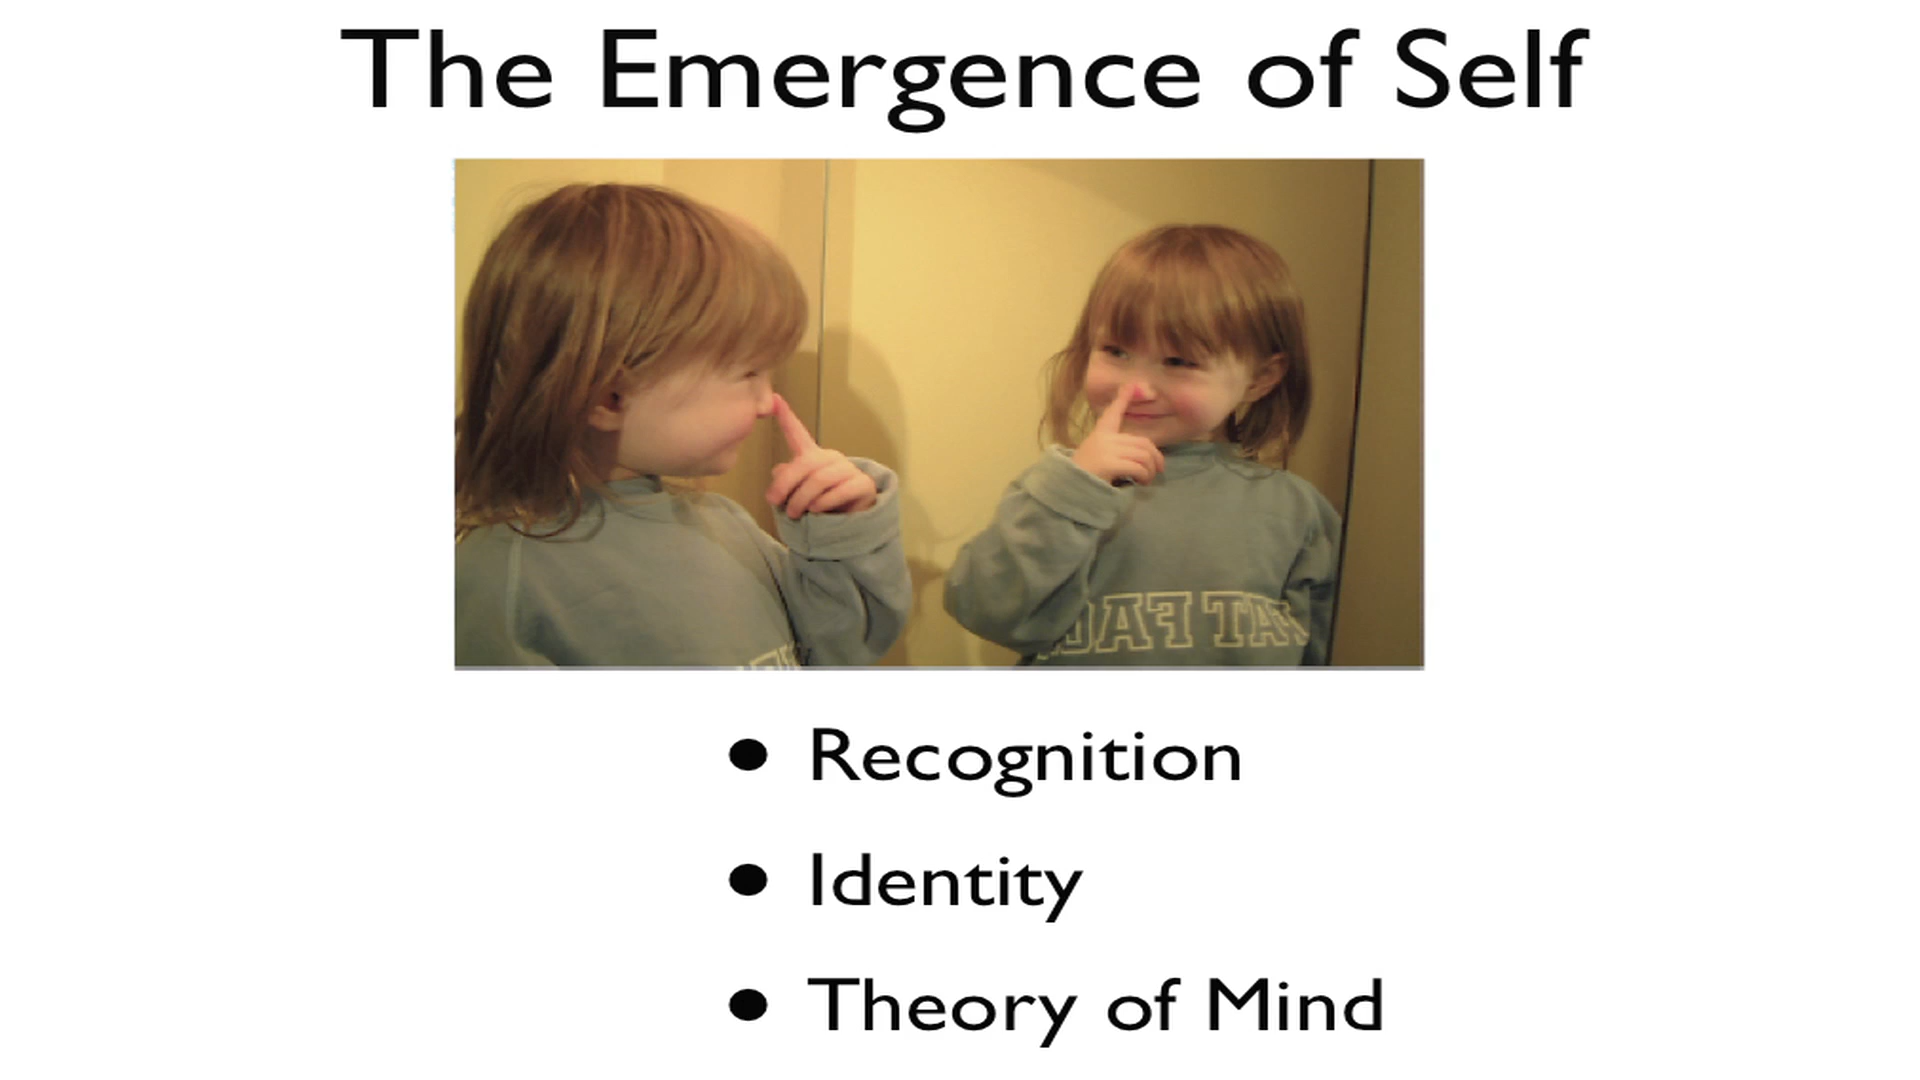 The Emergence of Self
• Recognition
• Identity
• Theory of Mind